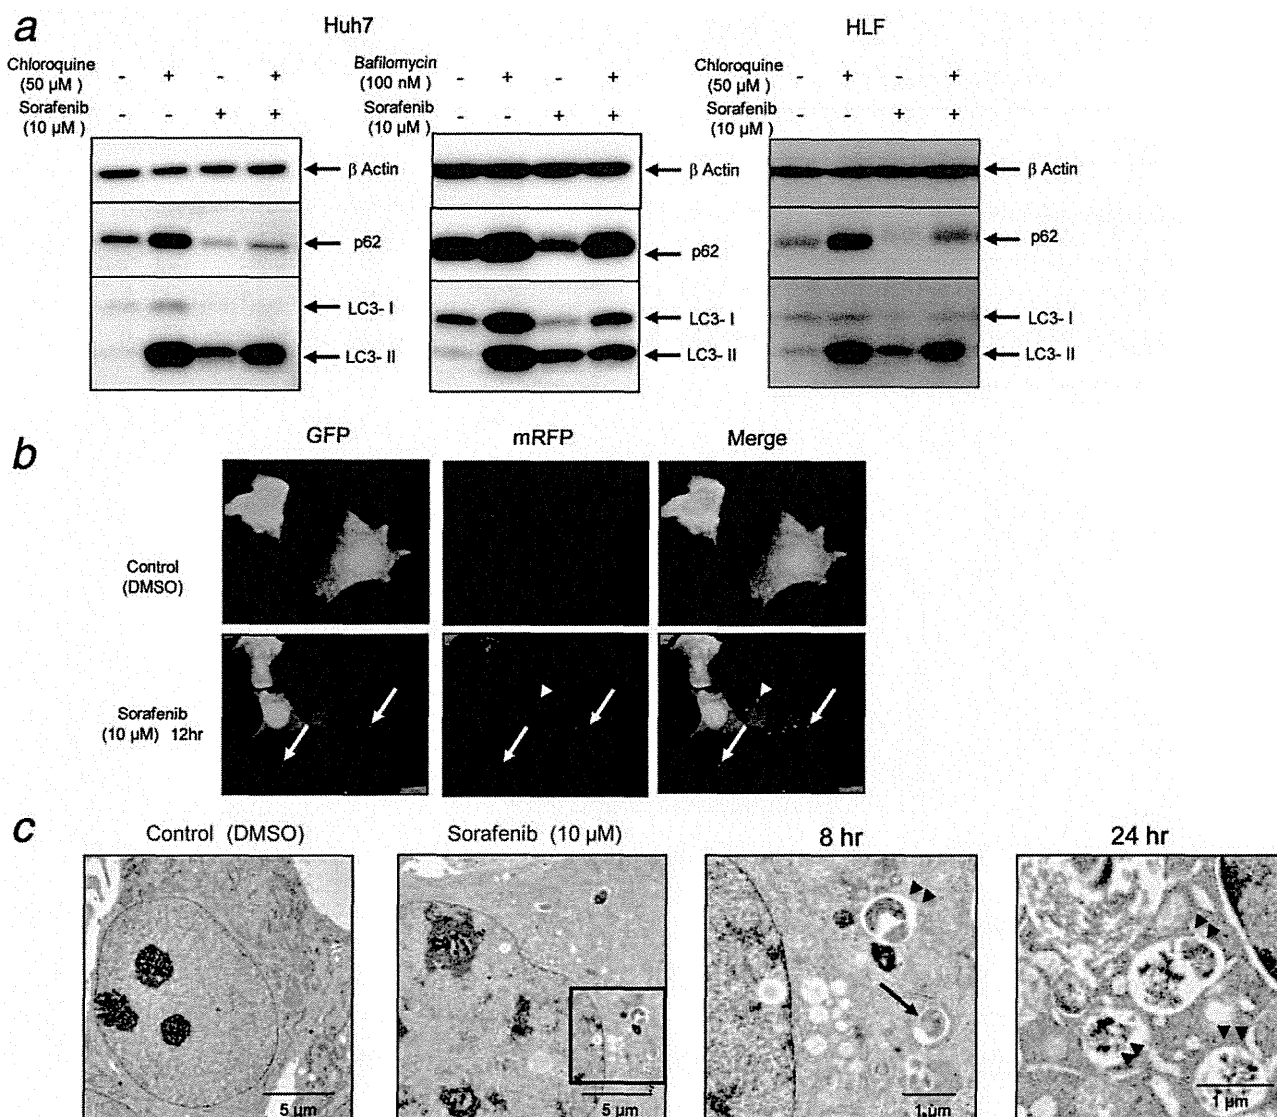 a
Huh7
HLF
Chloroquine
(50 µM )
- + - +
Sorafenib
(10 µM )
- - + +
β Actin
p62
LC3- I
LC3- II
Bafilomycin
(100 nM )
- + - +
Sorafenib
(10 µM )
- - + +
β Actin
p62
LC3- I
LC3- II
Chloroquine
(50 µM )
- + - +
Sorafenib
(10 µM )
- - + +
β Actin
p62
LC3- I
LC3- II
b
GFP mRFP Merge
Control
(DMSO)
Sorafenib
(10 µM) 12hr
c
Control (DMSO) Sorafenib (10 µM) 8 hr 24 hr
5 µm 5 µm 1 µm 1 µm